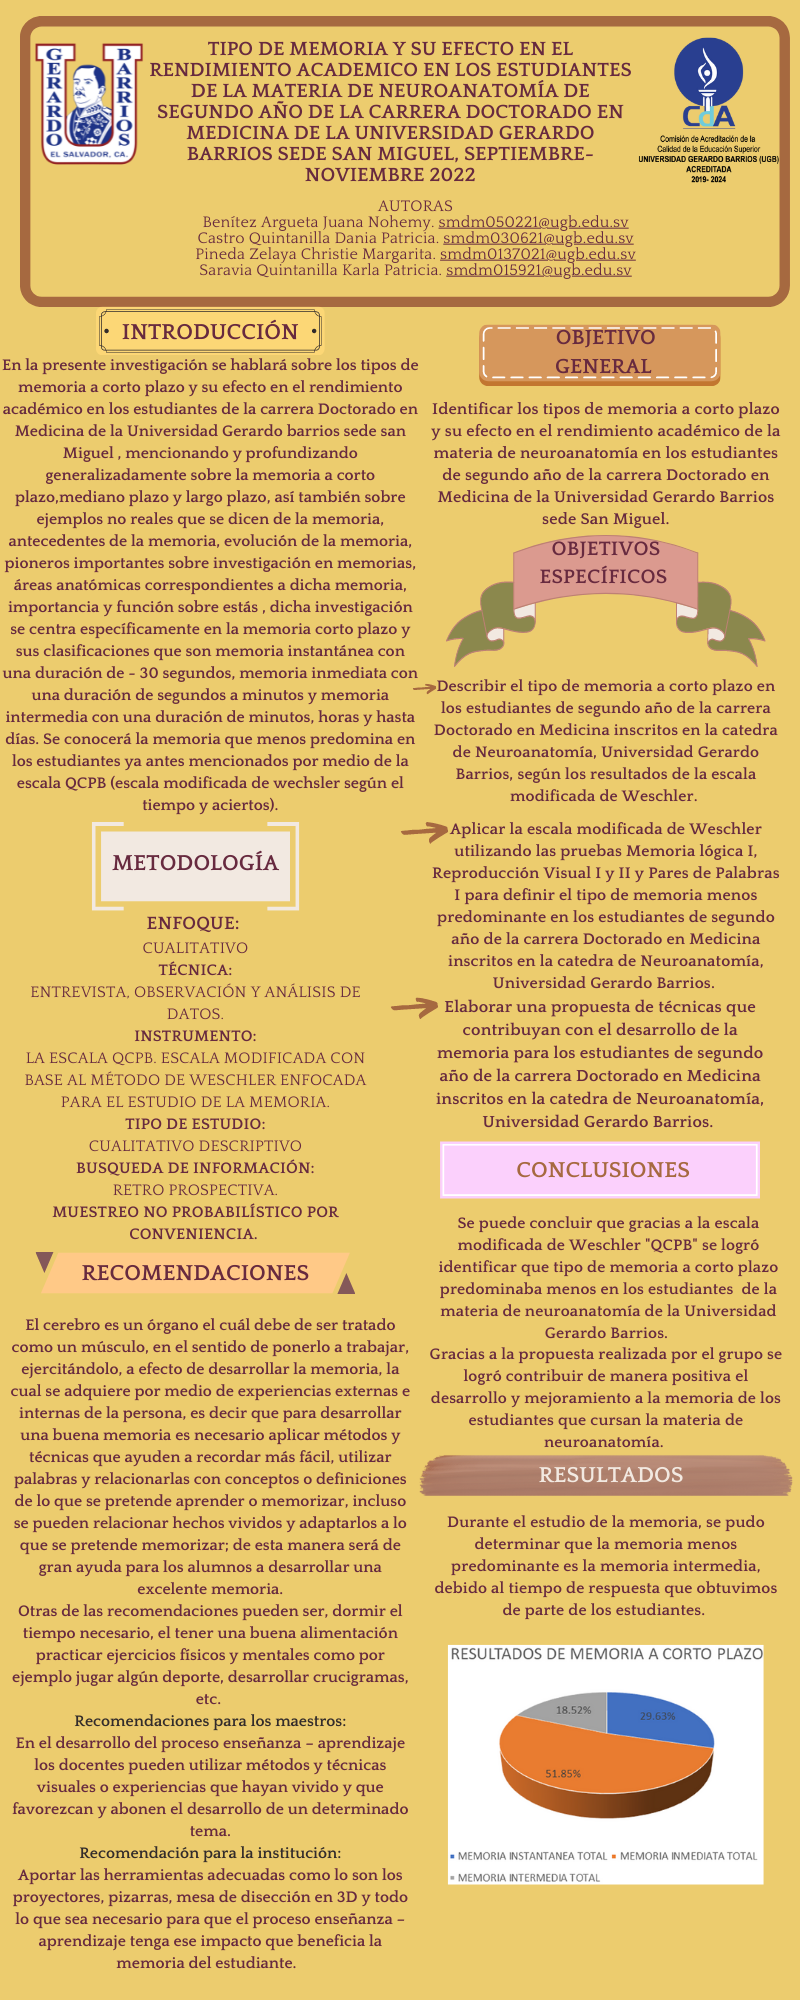 GERARDO
BARRIOS
EL SALVADOR, CA.
TIPO DE MEMORIA Y SU EFECTO EN EL
RENDIMIENTO ACADEMICO EN LOS ESTUDIANTES
DE LA MATERIA DE NEUROANATOMÍA DE
SEGUNDO AÑO DE LA CARRERA DOCTORADO EN
MEDICINA DE LA UNIVERSIDAD GERARDO
BARRIOS SEDE SAN MIGUEL, SEPTIEMBRE-
NOVIEMBRE 2022
CdA
Comisión de Acreditación de la
Calidad de la Educación Superior
UNIVERSIDAD GERARDO BARRIOS (UGB)
ACREDITADA
2019- 2024
AUTORAS
Benítez Argueta Juana Nohemy. smdm050221@ugb.edu.sv
Castro Quintanilla Dania Patricia. smdm030621@ugb.edu.sv
Pineda Zelaya Christie Margarita. smdm0137021@ugb.edu.sv
Saravia Quintanilla Karla Patricia. smdm015921@ugb.edu.sv
INTRODUCCIÓN
En la presente investigación se hablará sobre los tipos de
memoria a corto plazo y su efecto en el rendimiento
académico en los estudiantes de la carrera Doctorado en
Medicina de la Universidad Gerardo barrios sede san
Miguel , mencionando y profundizando
generalizadamente sobre la memoria a corto
plazo,mediano plazo y largo plazo, así también sobre
ejemplos no reales que se dicen de la memoria,
antecedentes de la memoria, evolución de la memoria,
pioneros importantes sobre investigación en memorias,
áreas anatómicas correspondientes a dicha memoria,
importancia y función sobre estás , dicha investigación
se centra específicamente en la memoria corto plazo y
sus clasificaciones que son memoria instantánea con
una duración de - 30 segundos, memoria inmediata con
una duración de segundos a minutos y memoria
intermedia con una duración de minutos, horas y hasta
días. Se conocerá la memoria que menos predomina en
los estudiantes ya antes mencionados por medio de la
escala QCPB (escala modificada de wechsler según el
tiempo y aciertos).
METODOLOGÍA
ENFOQUE:
CUALITATIVO
TÉCNICA:
ENTREVISTA, OBSERVACIÓN Y ANÁLISIS DE
DATOS.
INSTRUMENTO:
LA ESCALA QCPB. ESCALA MODIFICADA CON
BASE AL MÉTODO DE WESCHLER ENFOCADA
PARA EL ESTUDIO DE LA MEMORIA.
TIPO DE ESTUDIO:
CUALITATIVO DESCRIPTIVO
BUSQUEDA DE INFORMACIÓN:
RETRO PROSPECTIVA.
MUESTREO NO PROBABILÍSTICO POR
CONVENIENCIA.
RECOMENDACIONES
El cerebro es un órgano el cuál debe de ser tratado
como un músculo, en el sentido de ponerlo a trabajar,
ejercitándolo, a efecto de desarrollar la memoria, la
cual se adquiere por medio de experiencias externas e
internas de la persona, es decir que para desarrollar
una buena memoria es necesario aplicar métodos y
técnicas que ayuden a recordar más fácil, utilizar
palabras y relacionarlas con conceptos o definiciones
de lo que se pretende aprender o memorizar, incluso
se pueden relacionar hechos vividos y adaptarlos a lo
que se pretende memorizar; de esta manera será de
gran ayuda para los alumnos a desarrollar una
excelente memoria.
Otras de las recomendaciones pueden ser, dormir el
tiempo necesario, el tener una buena alimentación
practicar ejercicios físicos y mentales como por
ejemplo jugar algún deporte, desarrollar crucigramas,
etc.
Recomendaciones para los maestros:
En el desarrollo del proceso enseñanza – aprendizaje
los docentes pueden utilizar métodos y técnicas
visuales o experiencias que hayan vivido y que
favorezcan y abonen el desarrollo de un determinado
tema.
Recomendación para la institución:
Aportar las herramientas adecuadas como lo son los
proyectores, pizarras, mesa de disección en 3D y todo
lo que sea necesario para que el proceso enseñanza –
aprendizaje tenga ese impacto que beneficia la
memoria del estudiante.
OBJETIVO
GENERAL
Identificar los tipos de memoria a corto plazo
y su efecto en el rendimiento académico de la
materia de neuroanatomía en los estudiantes
de segundo año de la carrera Doctorado en
Medicina de la Universidad Gerardo Barrios
sede San Miguel.
OBJETIVOS
ESPECÍFICOS
Describir el tipo de memoria a corto plazo en
los estudiantes de segundo año de la carrera
Doctorado en Medicina inscritos en la catedra
de Neuroanatomía, Universidad Gerardo
Barrios, según los resultados de la escala
modificada de Weschler.
Aplicar la escala modificada de Weschler
utilizando las pruebas Memoria lógica I,
Reproducción Visual I y II y Pares de Palabras
I para definir el tipo de memoria menos
predominante en los estudiantes de segundo
año de la carrera Doctorado en Medicina
inscritos en la catedra de Neuroanatomía,
Universidad Gerardo Barrios.
Elaborar una propuesta de técnicas que
contribuyan con el desarrollo de la
memoria para los estudiantes de segundo
año de la carrera Doctorado en Medicina
inscritos en la catedra de Neuroanatomía,
Universidad Gerardo Barrios.
CONCLUSIONES
Se puede concluir que gracias a la escala
modificada de Weschler "QCPB" se logró
identificar que tipo de memoria a corto plazo
predominaba menos en los estudiantes de la
materia de neuroanatomía de la Universidad
Gerardo Barrios.
Gracias a la propuesta realizada por el grupo se
logró contribuir de manera positiva el
desarrollo y mejoramiento a la memoria de los
estudiantes que cursan la materia de
neuroanatomía.
RESULTADOS
Durante el estudio de la memoria, se pudo
determinar que la memoria menos
predominante es la memoria intermedia,
debido al tiempo de respuesta que obtuvimos
de parte de los estudiantes.
RESULTADOS DE MEMORIA A CORTO PLAZO
18.52%
29.63%
51.85%
MEMORIA INSTANTANEA TOTAL
MEMORIA INMEDIATA TOTAL
MEMORIA INTERMEDIA TOTAL